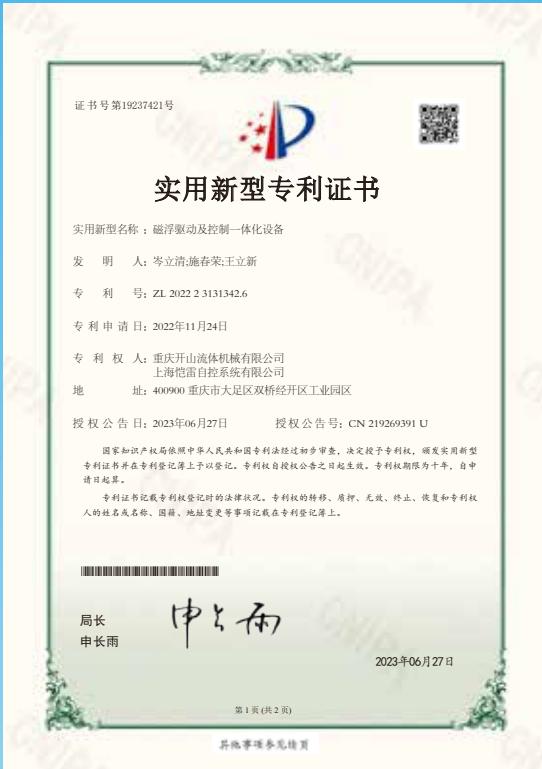 证书号第19237421号
实用新型专利证书
实用新型名称：磁浮驱动及控制一体化设备
发明人：岑立清;施春荣;王立新
专利号：ZL 2022 2 3131342.6
专利申请日：2022年11月24日
专利权人：重庆开山流体机械有限公司
上海恺雷自控系统有限公司
地址：400900 重庆市大足区双桥经开区工业园区
授权公告日：2023年06月27日 授权公告号：CN 219269391 U
国家知识产权局依照中华人民共和国专利法经过初步审查，决定授予专利权，颁发实用新型
专利证书并在专利登记簿上予以登记。专利权自授权公告之日起生效。专利权期限为十年，自申
请日起算。
专利证书记载专利权登记时的法律状况。专利权的转移、质押、无效、终止、恢复和专利权
人的姓名或名称、国籍、地址变更等事项记载在专利登记簿上。
局长
申长雨
申长雨
2023年06月27日
第 1 页 (共 2 页)
其他事项参见续页
CNIPA